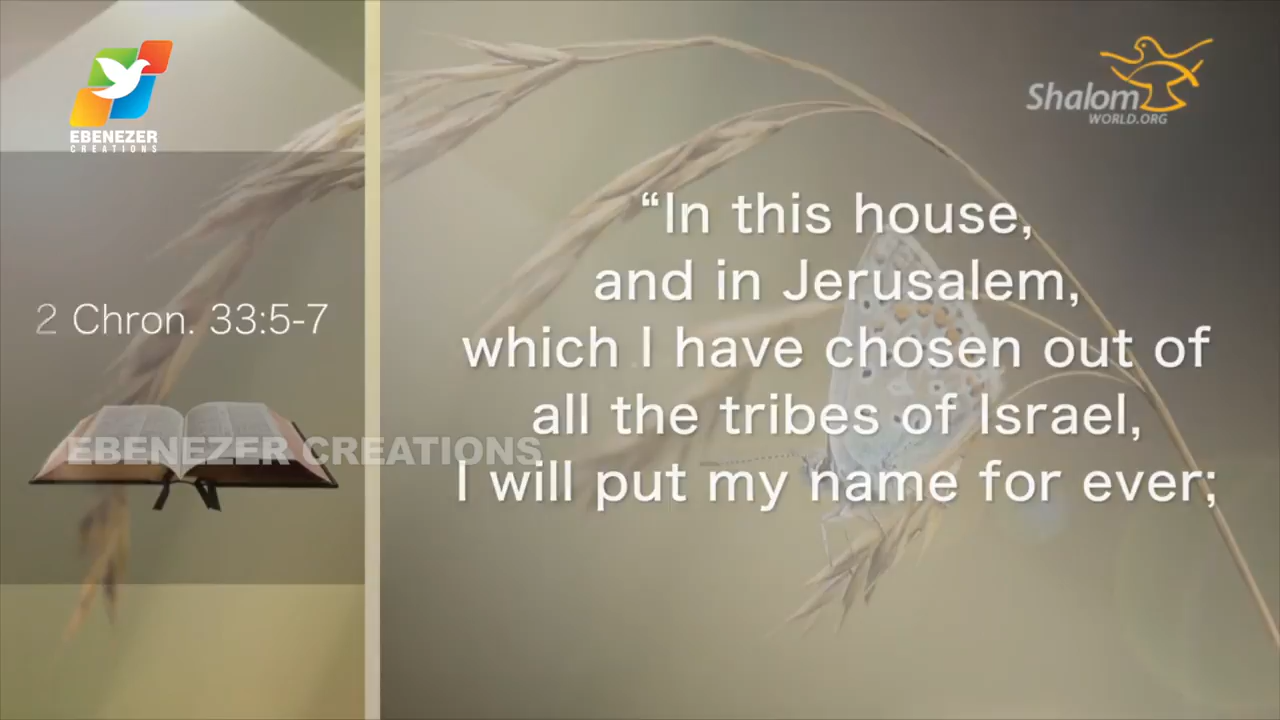 EBENEZER
CREATIONS
Shalom
WORLD.ORG
2 Chron. 33:5-7
EBENEZER CREATIONS
“In this house,
and in Jerusalem,
which I have chosen out of
all the tribes of Israel,
I will put my name for ever;